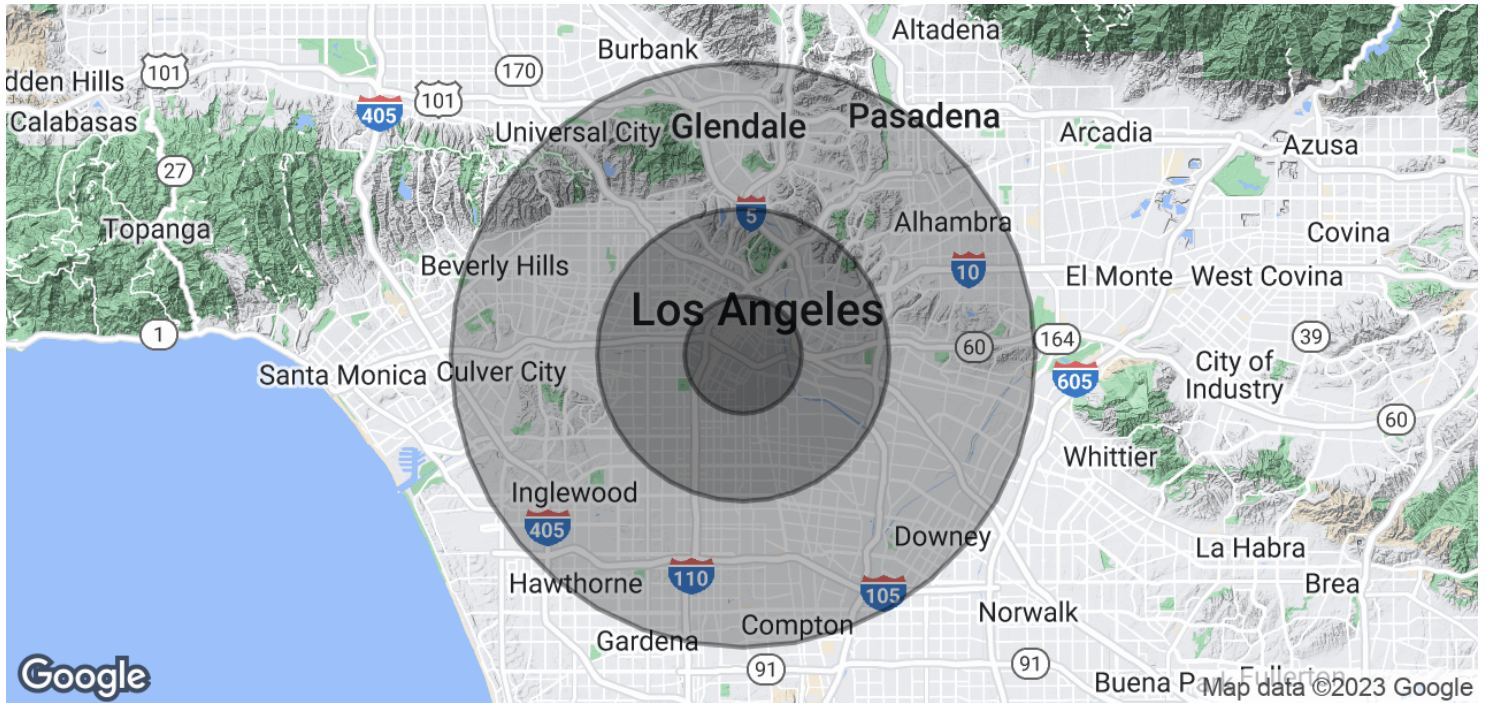 Altadena
Burbank
170
101
dden Hills
101
405
Calabasas
Universal City
Glendale
Pasadena
Arcadia
Azusa
27
5
Topanga
Alhambra
Covina
Beverly Hills
10
El Monte
West Covina
Los Angeles
1
60
164
39
Santa Monica
Culver City
605
City of
Industry
60
Whittier
Inglewood
405
Downey
La Habra
Hawthorne
110
105
Brea
Norwalk
Compton
Gardena
91
91
Google
Buena P
Fullerton
Map data ©2023 Google